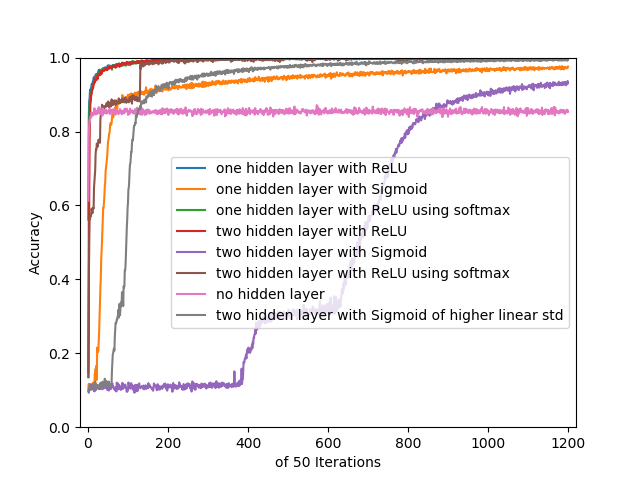 1.0
0.8
0.6
0.4
0.2
0.0
Accuracy
one hidden layer with ReLU
one hidden layer with Sigmoid
one hidden layer with ReLU using softmax
two hidden layer with ReLU
two hidden layer with Sigmoid
two hidden layer with ReLU using softmax
no hidden layer
two hidden layer with Sigmoid of higher linear std
0 200 400 600 800 1000 1200
of 50 Iterations